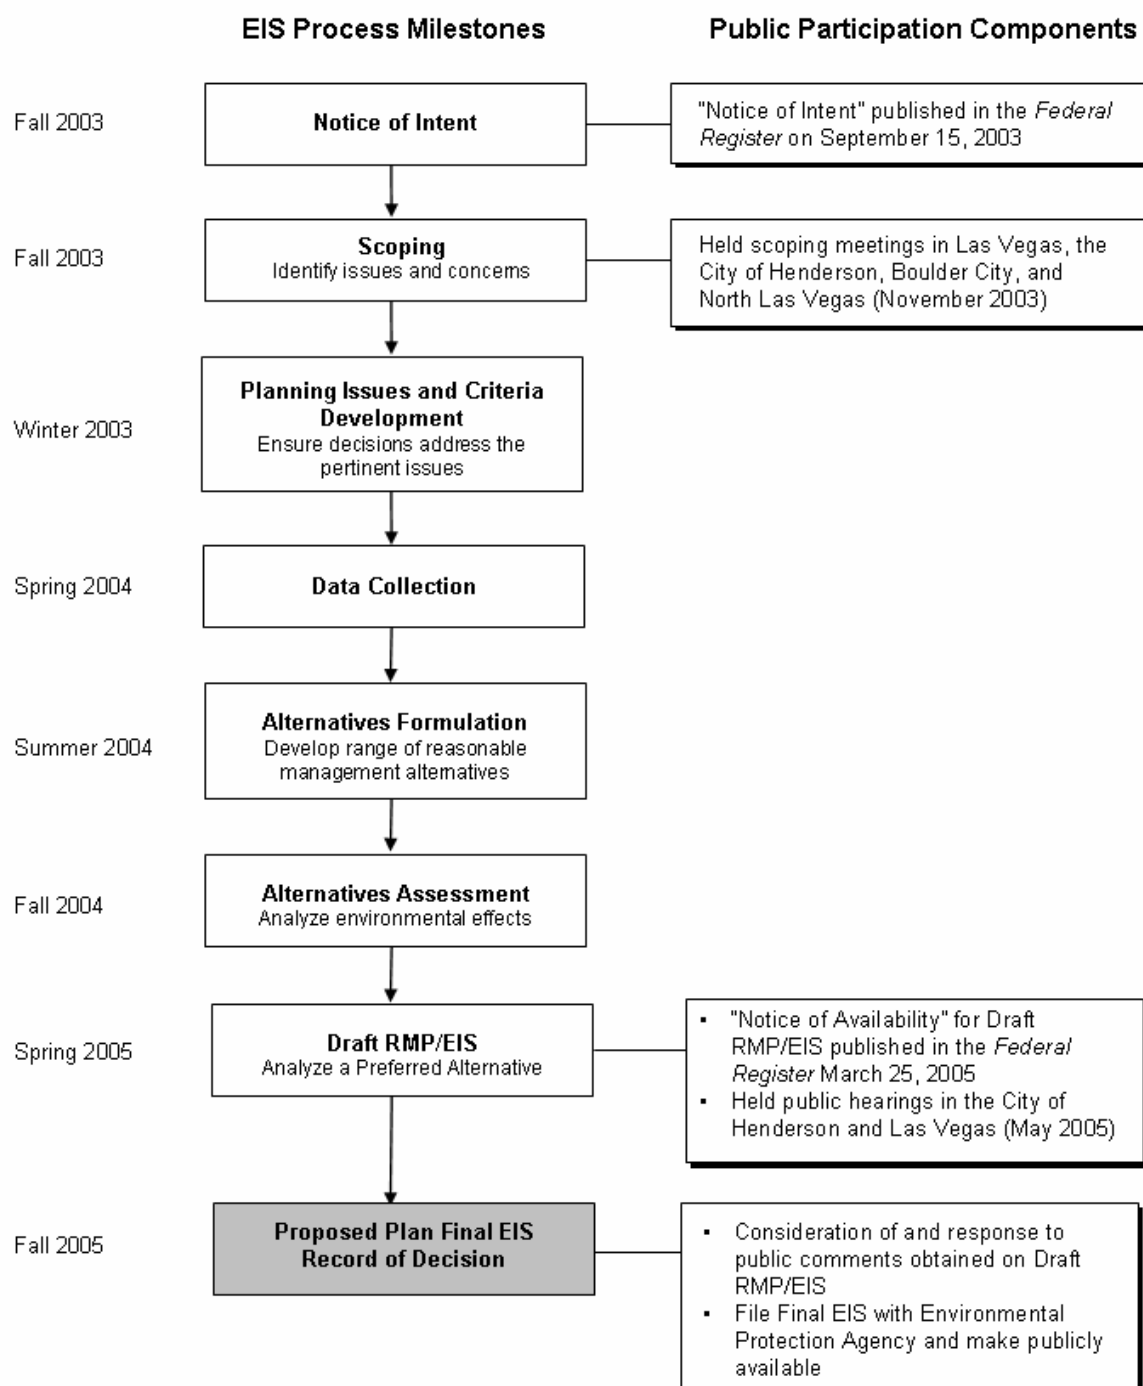 EIS Process Milestones
Public Participation Components
Fall 2003
Notice of Intent
"Notice of Intent" published in the Federal
Register on September 15, 2003
Fall 2003
Scoping
Identify issues and concerns
Held scoping meetings in Las Vegas, the
City of Henderson, Boulder City, and
North Las Vegas (November 2003)
Winter 2003
Planning Issues and Criteria
Development
Ensure decisions address the
pertinent issues
Spring 2004
Data Collection
Summer 2004
Alternatives Formulation
Develop range of reasonable
management alternatives
Fall 2004
Alternatives Assessment
Analyze environmental effects
Spring 2005
Draft RMP/EIS
Analyze a Preferred Alternative
▪ "Notice of Availability" for Draft
RMP/EIS published in the Federal
Register March 25, 2005
▪ Held public hearings in the City of
Henderson and Las Vegas (May 2005)
Fall 2005
Proposed Plan Final EIS
Record of Decision
▪ Consideration of and response to
public comments obtained on Draft
RMP/EIS
▪ File Final EIS with Environmental
Protection Agency and make publicly
available